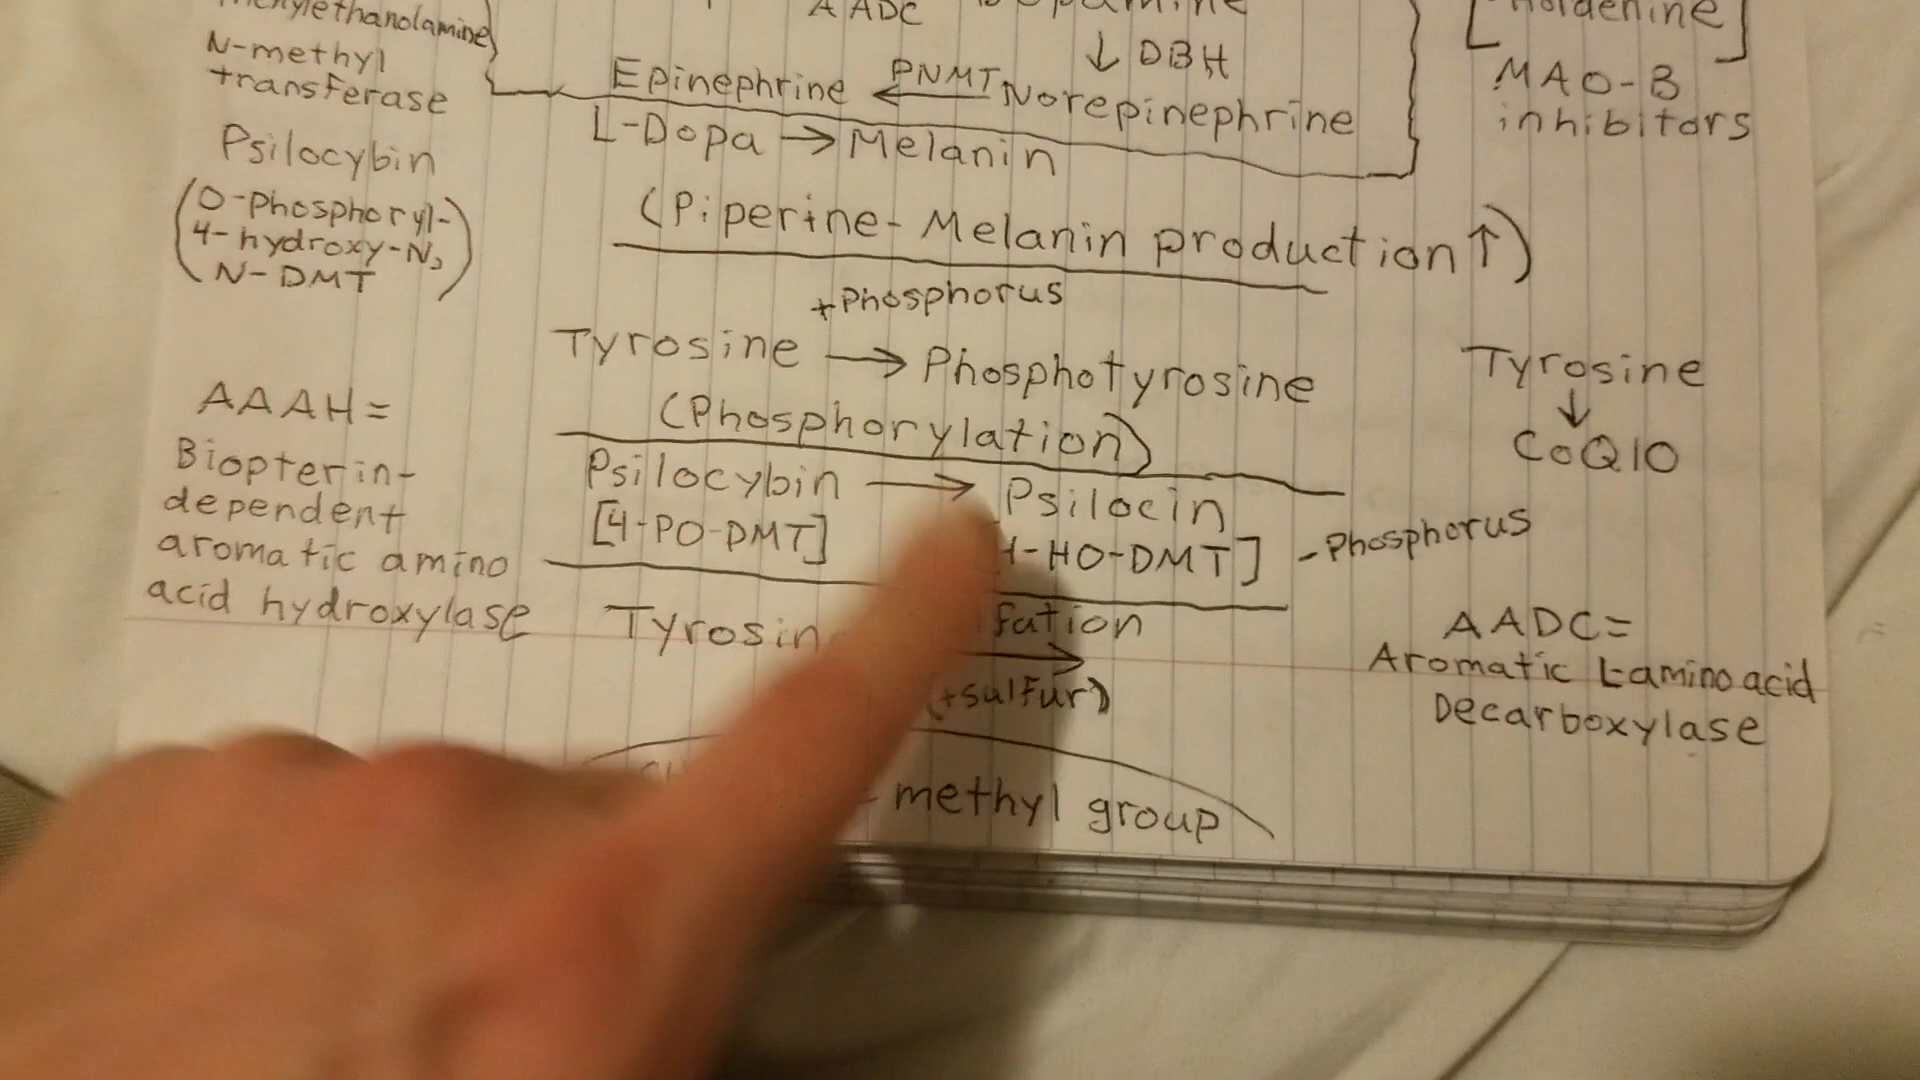 N-methyl
transferase
Psilocybin
(O-Phosphoryl-
4-hydroxy-N,
N-DMT)
AAAH=
Biopterin-
dependent
aromatic amino
acid hydroxylase
AADC Dopamine
↓ DBH
Epinephrine ← PNMT Norepinephrine
L-Dopa → Melanin
(Piperine-Melanin production↑)
+Phosphorus
Tyrosine → Phosphotyrosine
(Phosphorylation)
Psilocybin → Psilocin
[4-PO-DMT] -HO-DMT] -Phosphorus
Tyrosin fation
(+sulfur)
methyl group
MAO-B
inhibitors
Tyrosine
↓
CoQ10
AADC=
Aromatic L-amino acid
Decarboxylase